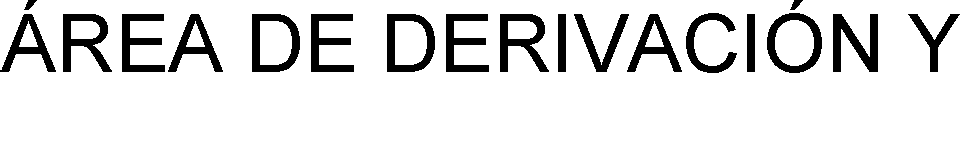 ÁREA DE DERIVACIÓN Y